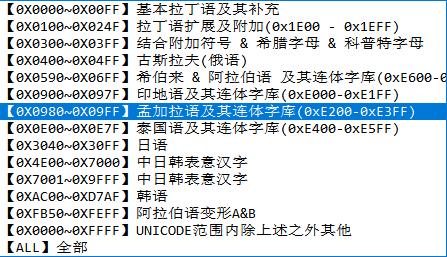 【0X0000~0X00FF】基本拉丁语及其补充
【0X0100~0X024F】拉丁语扩展及附加(0x1E00 - 0x1EFF)
【0X0300~0X03FF】结合附加符号 & 希腊字母 & 科普特字母
【0X0400~0X04FF】古斯拉夫(俄语)
【0X0590~0X06FF】希伯来 & 阿拉伯语 及其连体字库(0xE600-0
【0X0900~0X097F】印地语及其连体字库(0xE000-0xE1FF)
【0X0980~0X09FF】孟加拉语及其连体字库(0xE200-0xE3FF)
【0X0E00~0X0E7F】泰国语及其连体字库(0xE400-0xE5FF)
【0X3040~0X30FF】日语
【0X4E00~0X7000】中日韩表意汉字
【0X7001~0X9FFF】中日韩表意汉字
【0XAC00~0XD7AF】韩语
【0XFB50~0XFEFF】阿拉伯语变形A&B
【0X0000~0XFFFF】UNICODE范围内除上述之外其他
【ALL】全部